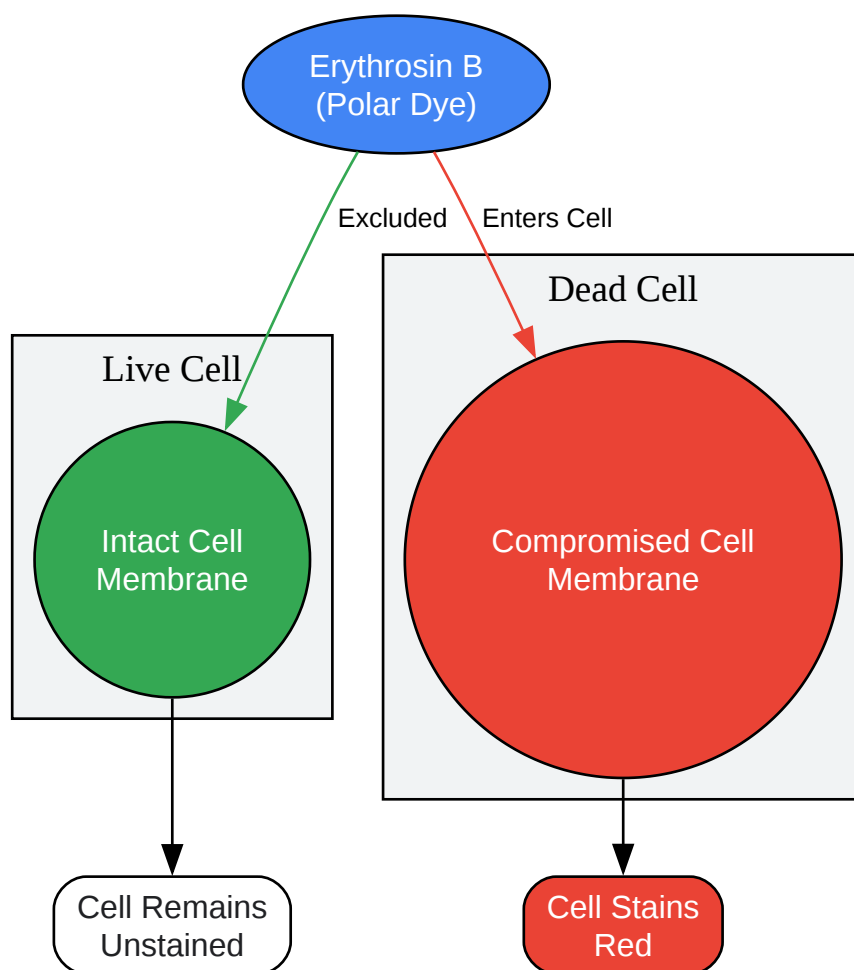 Erythrosin B
(Polar Dye)
Excluded
Enters Cell
Dead Cell
Live Cell
Intact Cell
Membrane
Compromised Cell
Membrane
Cell Remains
Unstained
Cell Stains
Red